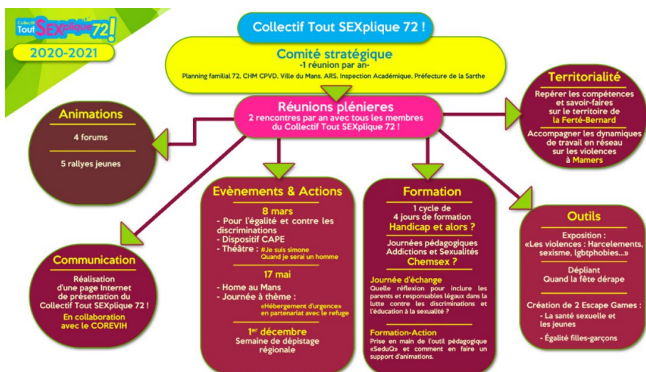 Collectif
Tout SEXplique 72!
2020-2021
Collectif Tout SEXplique 72 !
Comité stratégique
-1 réunion par an-
Planning familial 72, CHM CPVD, Ville du Mans, ARS, Inspection Académique, Préfecture de la Sarthe
Réunions plénieres
2 rencontres par an avec tous les membres
du Collectif Tout SEXplique 72 !
Animations
4 forums
5 rallyes jeunes
Territorialité
Repérer les compétences
et savoir-faires
sur le territoire de
la Ferté-Bernard
Accompagner les dynamiques
de travail en réseau
sur les violences
à Mamers
Communication
Réalisation
d'une page Internet
de présentation du
Collectif Tout SEXplique 72 !
En collaboration
avec le COREVIH
Evènements & Actions
8 mars
- Pour l'égalité et contre les
discriminations
- Dispositif CAPE
- Théâtre : #Je suis simone
Quand je serai un homme
17 mai
- Home au Mans
- Journée à thème :
«Hébergement d'urgence»
en partenariat avec le refuge
1er décembre
Semaine de dépistage
régionale
Formation
1 cycle de
4 jours de formation
Handicap et alors ?
Journées pédagogiques
Addictions et Sexualités
Chemsex ?
Journée d'échange
Quelle réflexion pour inclure les
parents et responsables légaux dans la
lutte contre les discriminations et
l'éducation à la sexualité ?
Formation-Action
Prise en main de l'outil pédagogique
«SeduQ» et comment en faire un
support d'animations.
Outils
Exposition :
«Les violences : Harcelements,
sexisme, lgbtphobies...»
Dépliant
Quand la fête dérape
Création de 2 Escape Games :
- La santé sexuelle et
les jeunes
- Égalité filles-garçons